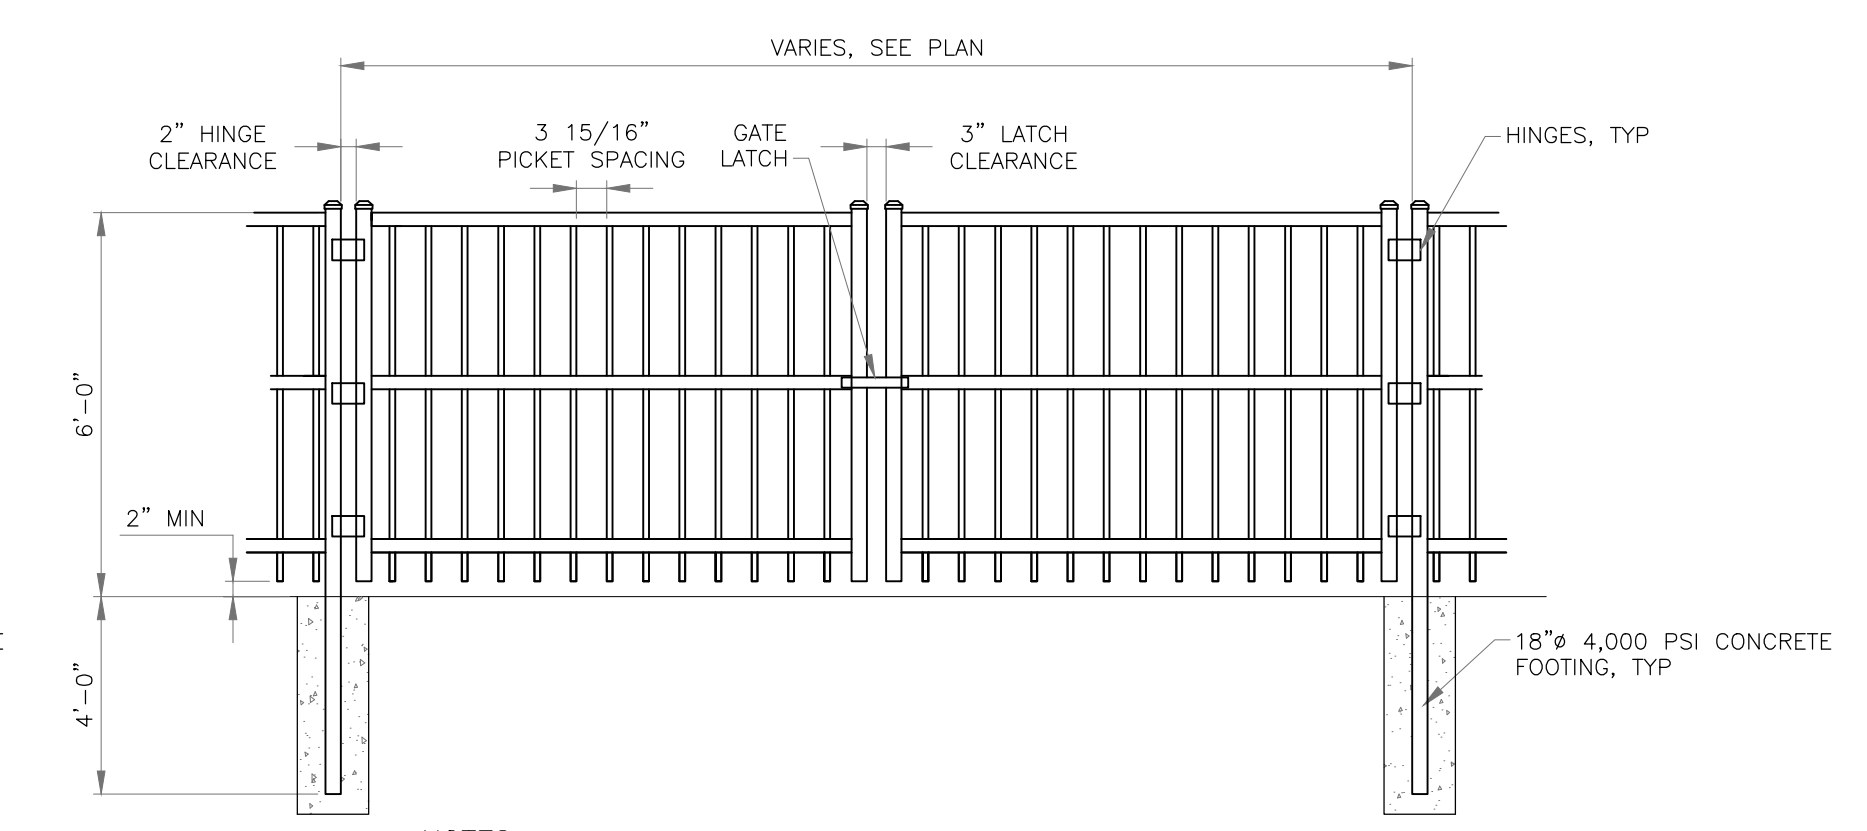 VARIES, SEE PLAN
2” HINGE
CLEARANCE
3 15/16”
PICKET SPACING
GATE
LATCH
3” LATCH
CLEARANCE
HINGES, TYP
6'-0”
2” MIN
4'-0”
18”ø 4,000 PSI CONCRETE
FOOTING, TYP